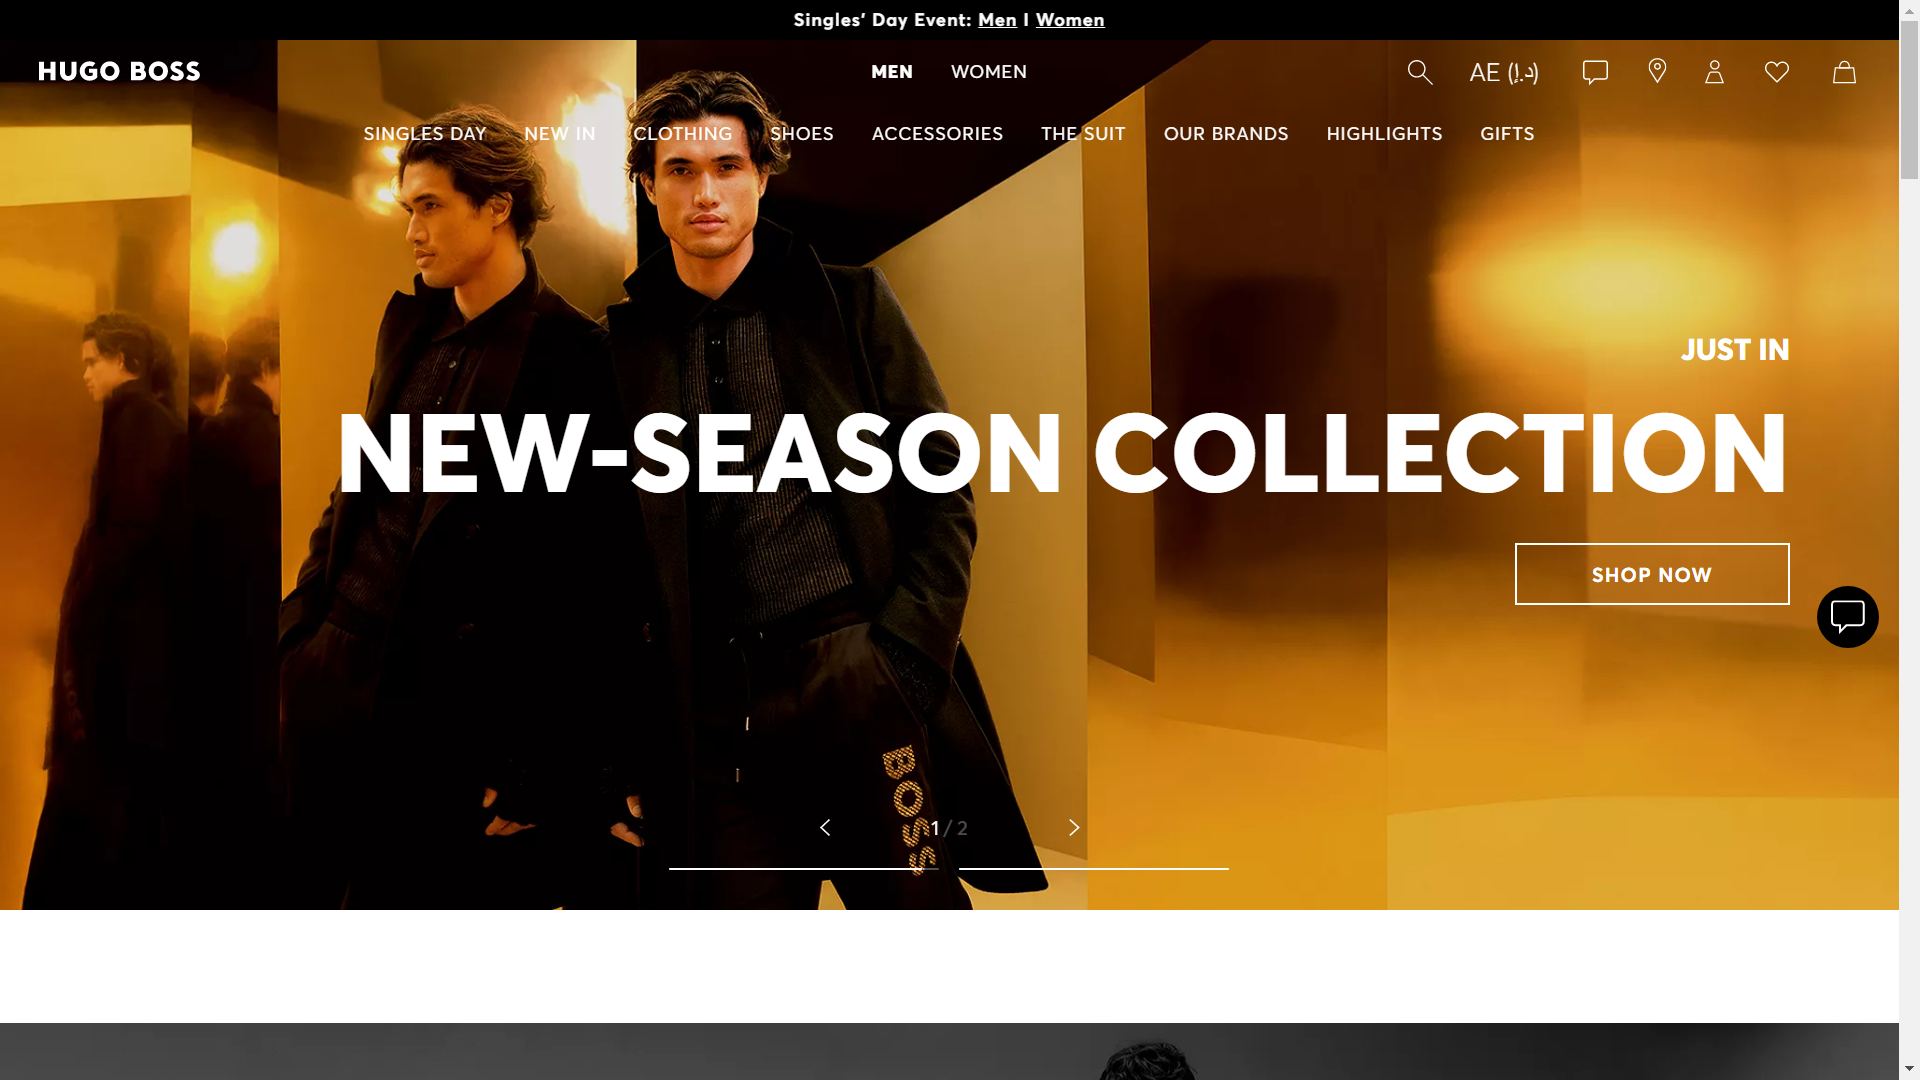 Singles' Day Event: Men I Women
HUGO BOSS
MEN WOMEN
AE (د.إ)
SINGLES DAY NEW IN CLOTHING SHOES ACCESSORIES THE SUIT OUR BRANDS HIGHLIGHTS GIFTS
JUST IN
NEW-SEASON COLLECTION
SHOP NOW
BOSS
1 / 2